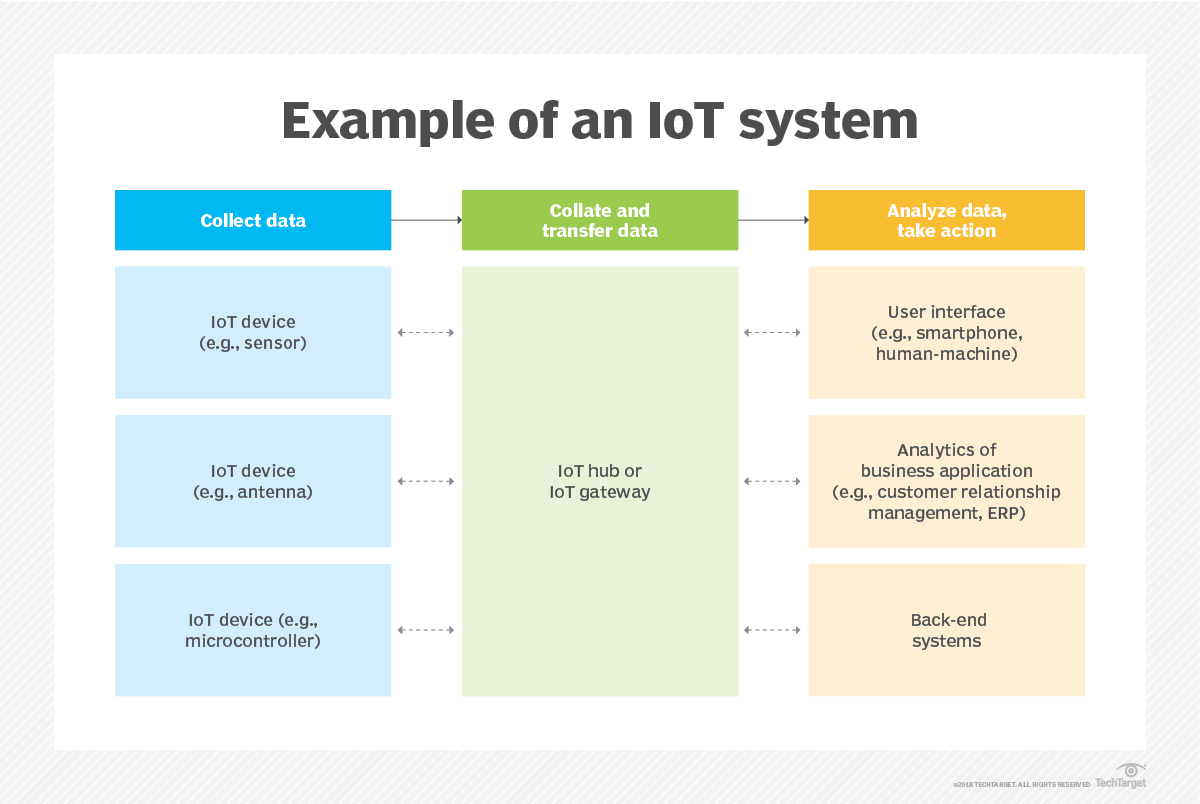 Example of an IoT system
Collect data
Collate and
transfer data
Analyze data,
take action
IoT device
(e.g., sensor)
IoT device
(e.g., antenna)
IoT device (e.g.,
microcontroller)
IoT hub or
IoT gateway
User interface
(e.g., smartphone,
human-machine)
Analytics of
business application
(e.g., customer relationship
management, ERP)
Back-end
systems
©2018 TECHTARGET. ALL RIGHTS RESERVED TechTarget